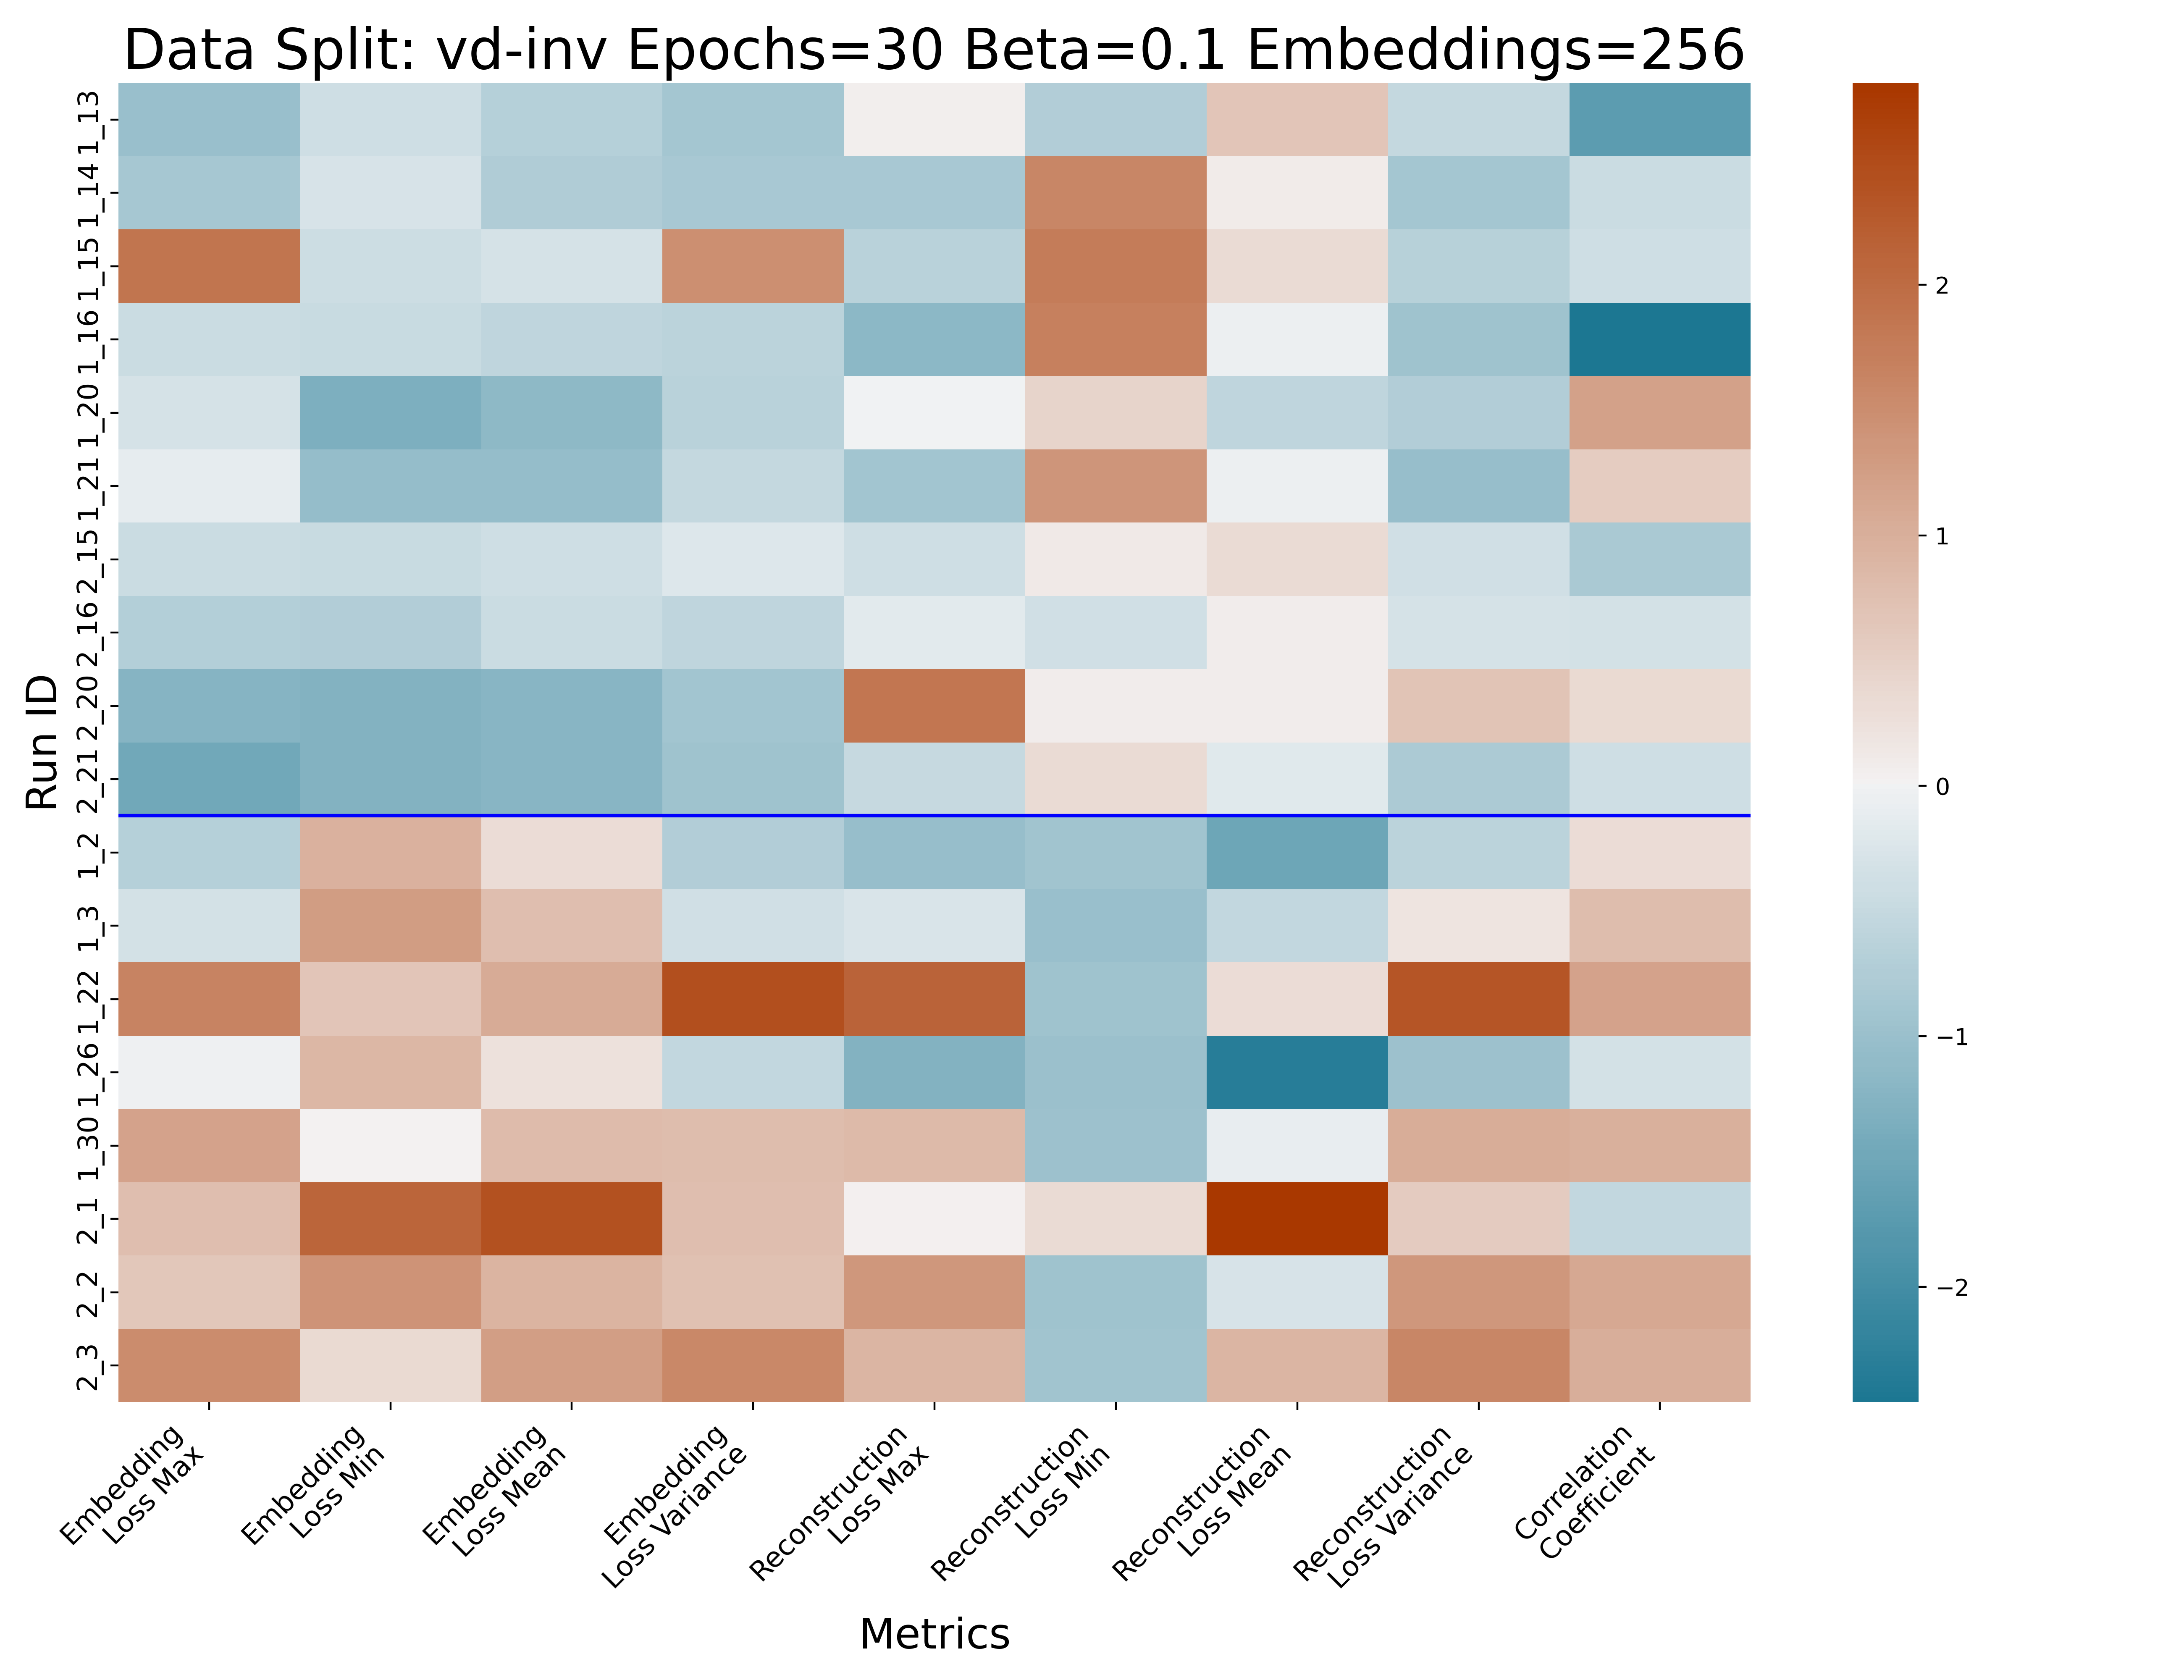 Data Split: vd-inv Epochs=30 Beta=0.1 Embeddings=256
Run ID
1_13
1_14
1_15
1_16
1_20
1_21
2_15
2_16
2_20
2_21
1_2
1_3
1_22
1_26
1_30
2_1
2_2
2_3
Embedding
Loss Max
Embedding
Loss Min
Embedding
Loss Mean
Embedding
Loss Variance
Reconstruction
Loss Max
Reconstruction
Loss Min
Reconstruction
Loss Mean
Reconstruction
Loss Variance
Correlation
Coefficient
Metrics
2
1
0
−1
−2